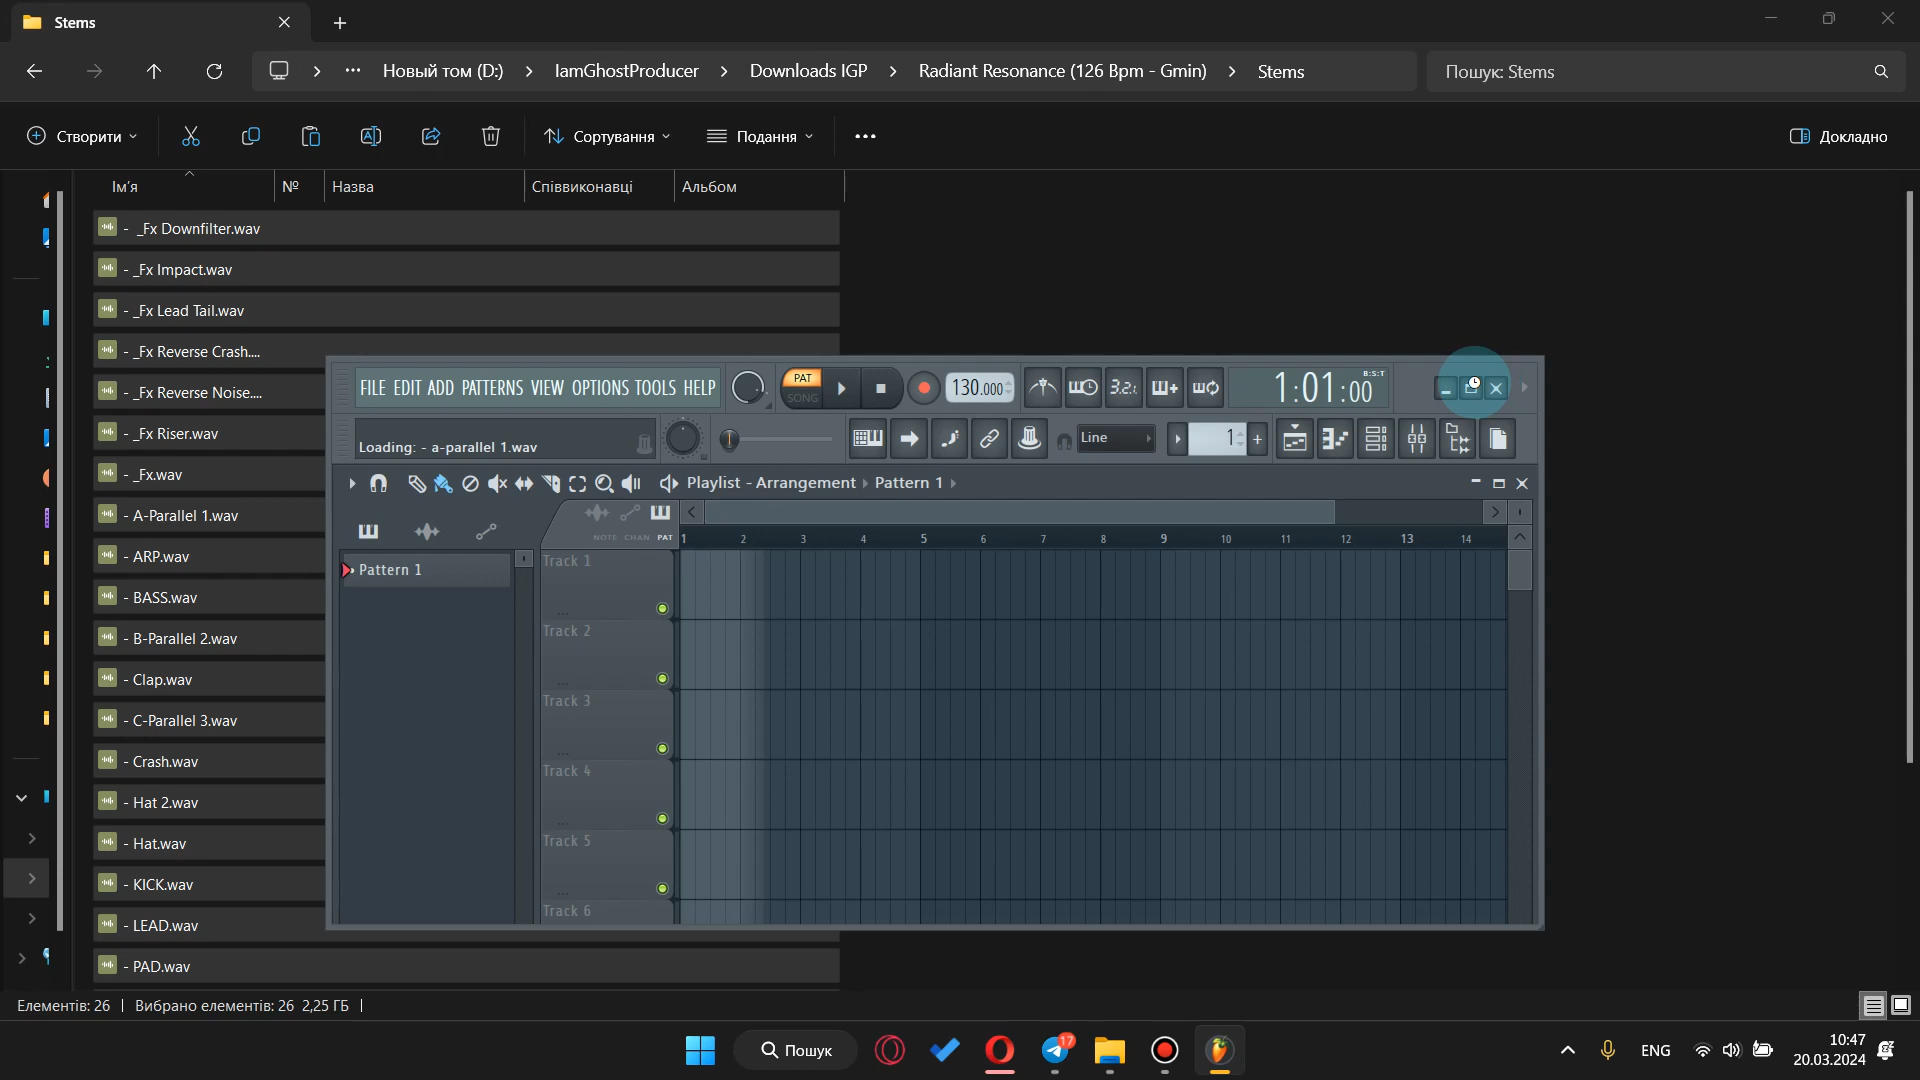 Stems
Новый том (D:) IamGhostProducer Downloads IGP Radiant Resonance (126 Bpm - Gmin) Stems
Пошук: Stems
Створити
Сортування
Подання
Докладно
Ім'я № Назва Співвиконавці Альбом
- _Fx Downfilter.wav
- _Fx Impact.wav
- _Fx Lead Tail.wav
- _Fx Reverse Crash....
- _Fx Reverse Noise....
- _Fx Riser.wav
- _Fx.wav
- A-Parallel 1.wav
- ARP.wav
- BASS.wav
- B-Parallel 2.wav
- Clap.wav
- C-Parallel 3.wav
- Crash.wav
- Hat 2.wav
- Hat.wav
- KICK.wav
- LEAD.wav
- PAD.wav
FILE EDIT ADD PATTERNS VIEW OPTIONS TOOLS HELP
PAT
SONG
130.000
3.2.
B:S:T
1:01:00
Loading: - a-parallel 1.wav
Line
1
Playlist - Arrangement Pattern 1
NOTE CHAN PAT
1 2 3 4 5 6 7 8 9 10 11 12 13 14
Pattern 1
Track 1
...
Track 2
...
Track 3
...
Track 4
...
Track 5
...
Track 6
Елементів: 26
Вибрано елементів: 26 2,25 ГБ
Пошук
17
ENG
10:47
20.03.2024